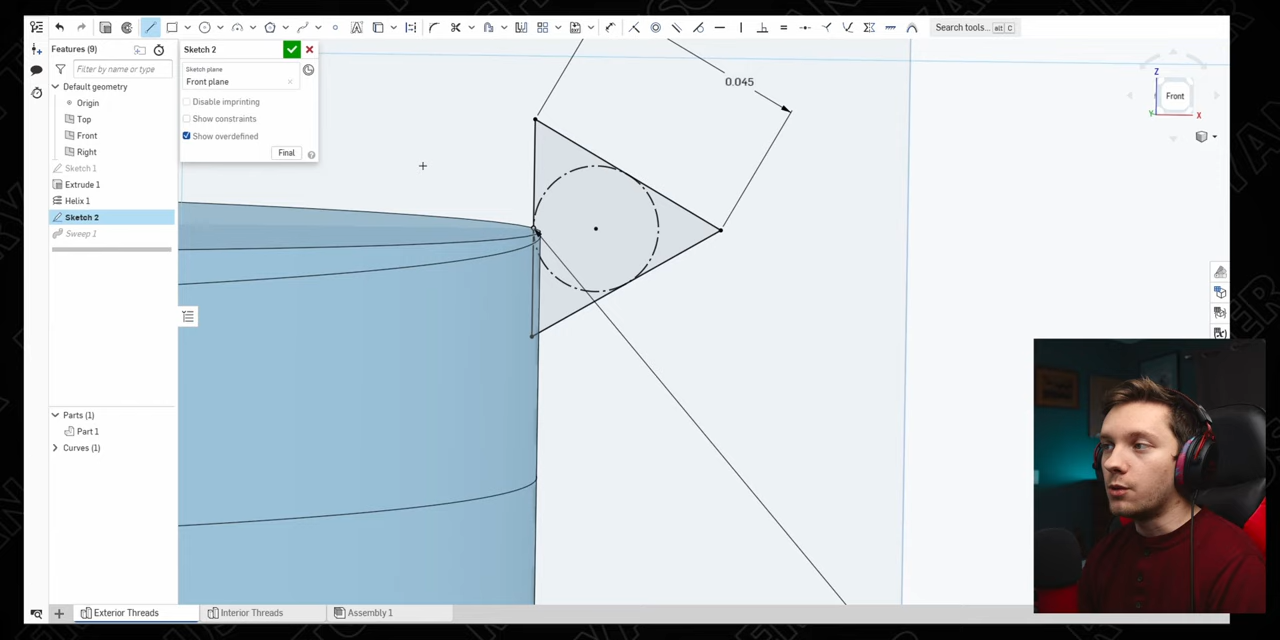 Search tools... alt C
Features (9)
Filter by name or type
Default geometry
Origin
Top
Front
Right
Sketch 1
Extrude 1
Helix 1
Sketch 2
Sweep 1
Parts (1)
Part 1
Curves (1)
Sketch 2
Sketch plane
Front plane
Disable imprinting
Show constraints
Show overdefined
Final
0.045
Z
Front
Y
X
Exterior Threads
Interior Threads
Assembly 1